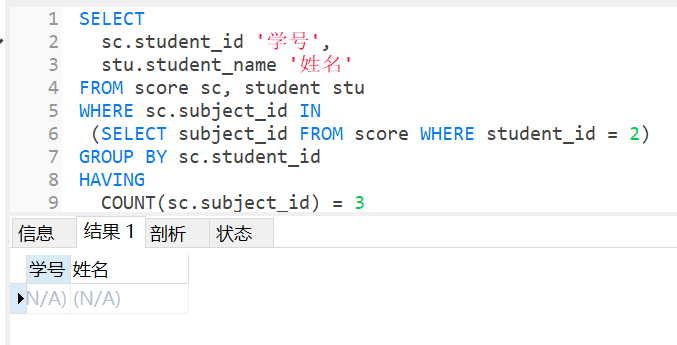 1 SELECT
2 sc.student_id '学号',
3 stu.student_name '姓名'
4 FROM score sc, student stu
5 WHERE sc.subject_id IN
6 (SELECT subject_id FROM score WHERE student_id = 2)
7 GROUP BY sc.student_id
8 HAVING
9 COUNT(sc.subject_id) = 3
信息 结果 1 剖析 状态
学号 姓名
N/A) (N/A)